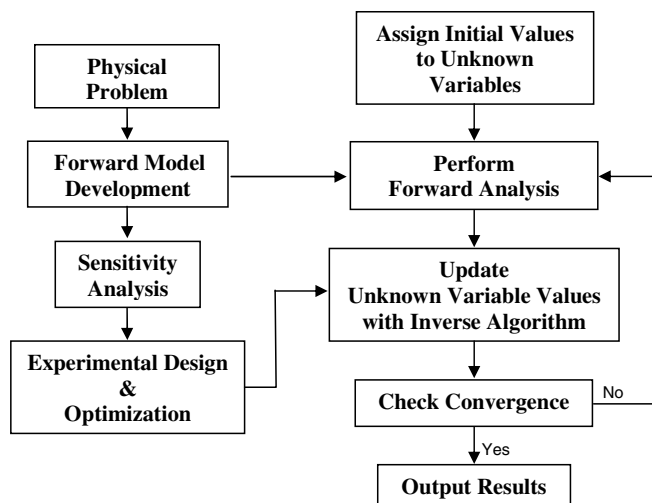 Physical
Problem
Forward Model
Development
Sensitivity
Analysis
Experimental Design
&
Optimization
Assign Initial Values
to Unknown
Variables
Perform
Forward Analysis
Update
Unknown Variable Values
with Inverse Algorithm
Check Convergence
No
Yes
Output Results